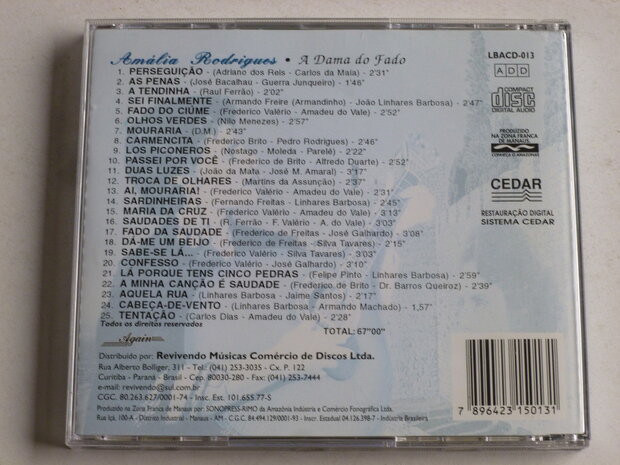 Amália Rodrigues • A Dama do Fado
LBACD-013
1. PERSEGUIÇÃO - (Adriano dos Reis - Carlos da Maia) - 2'31"
2. AS PENAS - (José Bacalhau - Guerra Junqueiro) - 1'46"
3. A TENDINHA - (Raul Ferrão) - 2'02"
4. SEI FINALMENTE - (Armando Freire (Armandinho) - João Linhares Barbosa) - 2'47"
5. FADO DO CIÚME - (Frederico Valério - Amadeu do Vale) - 2'52"
6. OLHOS VERDES - (Nilo Menezes) - 2'57"
7. MOURARIA - (D.M.) - 2'43"
8. CARMENCITA - (Frederico Brito - Pedro Rodrigues) - 2'46"
9. LOS PICONEROS - (Nostago - Moleda - Parelè) - 2'22"
10. PASSEI POR VOCÊ - (Frederico de Brito - Alfredo Duarte) - 2'52"
11. DUAS LUZES - (João da Mata - José M. Amaral) - 3'17"
12. TROCA DE OLHARES - (Martins da Assunção) - 2'37"
13. AI, MOURARIA! - (Frederico Valério - Amadeu do Vale) - 2'31"
14. SARDINHEIRAS - (Fernando Freitas - Linhares Barbosa) - 2'45"
15. MARIA DA CRUZ - (Frederico Valério - Amadeu do Vale) - 3'13"
16. SAUDADES DE TI - (R. Ferrão - F. Valério - A. do Vale) - 3'03"
17. FADO DA SAUDADE - (Frederico de Freitas - José Galhardo) - 3'08"
18. DÁ-ME UM BEIJO - (Frederico de Freitas - Silva Tavares) - 3'15"
19. SABE-SE LÁ... - (Frederico Valério - Silva Tavares) - 3'03"
20. CONFESSO - (Frederico Valério - José Galhardo) - 3'10"
21. LÁ PORQUE TENS CINCO PEDRAS - (Felipe Pinto - Linhares Barbosa) - 2'59"
22. A MINHA CANÇÃO É SAUDADE - (Frederico de Brito - Dr. Barros Queiroz) - 2'39"
23. AQUELA RUA - (Linhares Barbosa - Jaime Santos) - 2'17"
24. CABEÇA-DE-VENTO - (Linhares Barbosa - Armando Machado) - 1,57"
25. TENTAÇÃO - (Carlos Dias - Amadeu do Vale) - 2'28"
Todos os direitos reservados
TOTAL: 67"00"
ADD
COMPACT
disc
DIGITAL AUDIO
PRODUZIDO
NA ZONA FRANCA
DE MANAUS
CONHEÇA O AMAZONAS
CEDAR
RESTAURAÇÃO DIGITAL
SISTEMA CEDAR
Again
Distribuido por: Revivendo Músicas Comércio de Discos Ltda.
Rua Alberto Bolliger, 311 - Tel.: (041) 253-3035 - Cx. P. 122
Curitiba - Paraná - Brasil - Cep. 80030-280 - Fax: (041) 253-7444
e-mail: revivendo@sul.com.br
CGC. 80.263.627/0001-74 - Insc. Est. 101.655.77-S
Produzido na Zona Franca de Manaus por: SONOPRESS-RIMO da Amazônia Indústria e Comércio Fonográfica Ltda.
Rua Içá, 100-A - Distrito Industrial - Manaus - AM - C.G.C. 84.494.129/0001-93 - Insc. Estadual 04.126.398-7 - Indústria Brasileira
7 896423 150131